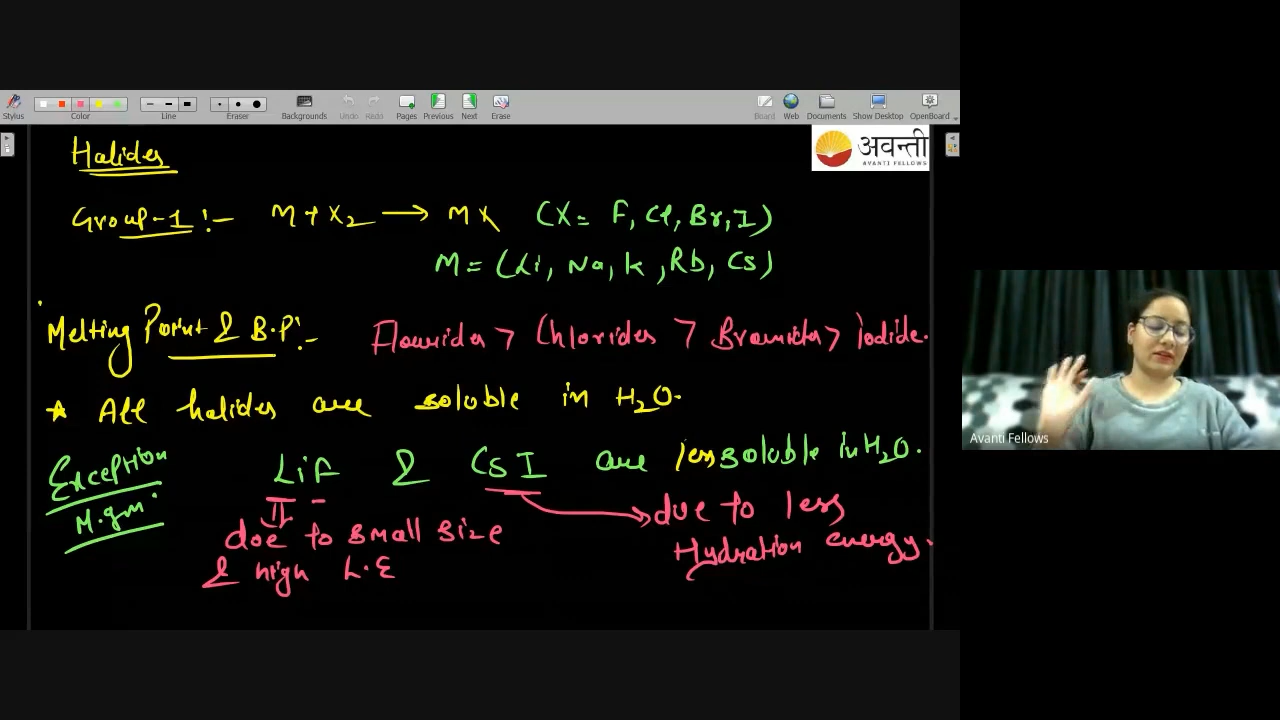 Stylus Color Line Eraser Backgrounds Undo Redo Pages Previous Next Erase Board Web Documents Show Desktop OpenBoard
Halides
अवन्ती
AVANTI FELLOWS
Group-1:- M + X2 → MX (X = F, Cl, Br, I)
M = (Li, Na, K, Rb, Cs)
Melting Point & B.P:- Flourides > Chlorides > Bromides > Iodide.
* All halides are soluble in H2O.
Exception LiF & CsI are less soluble in H2O.
M.gm
due to small size
& high L.E
due to less
Hydration energy.
Avanti Fellows